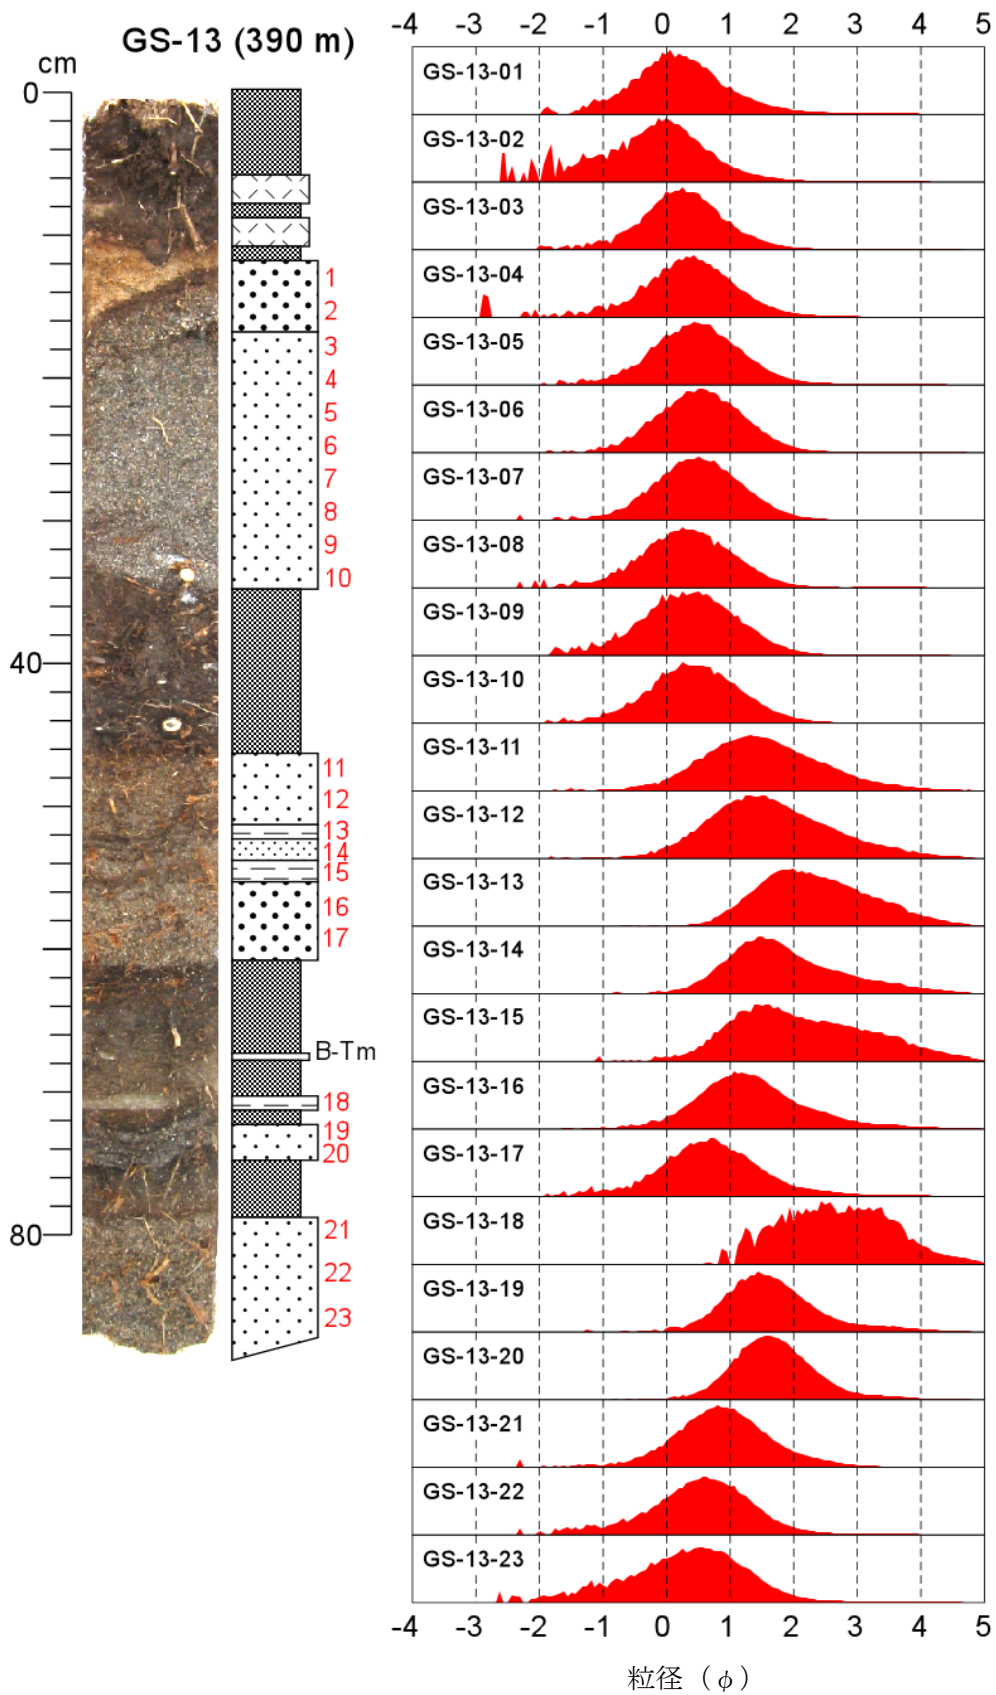 GS-13 (390 m)
cm
0
40
80
1
2
3
4
5
6
7
8
9
10
11
12
13
14
15
16
17
B-Tm
18
19
20
21
22
23
-4 -3 -2 -1 0 1 2 3 4 5
GS-13-01
GS-13-02
GS-13-03
GS-13-04
GS-13-05
GS-13-06
GS-13-07
GS-13-08
GS-13-09
GS-13-10
GS-13-11
GS-13-12
GS-13-13
GS-13-14
GS-13-15
GS-13-16
GS-13-17
GS-13-18
GS-13-19
GS-13-20
GS-13-21
GS-13-22
GS-13-23
-4 -3 -2 -1 0 1 2 3 4 5
粒径（φ）